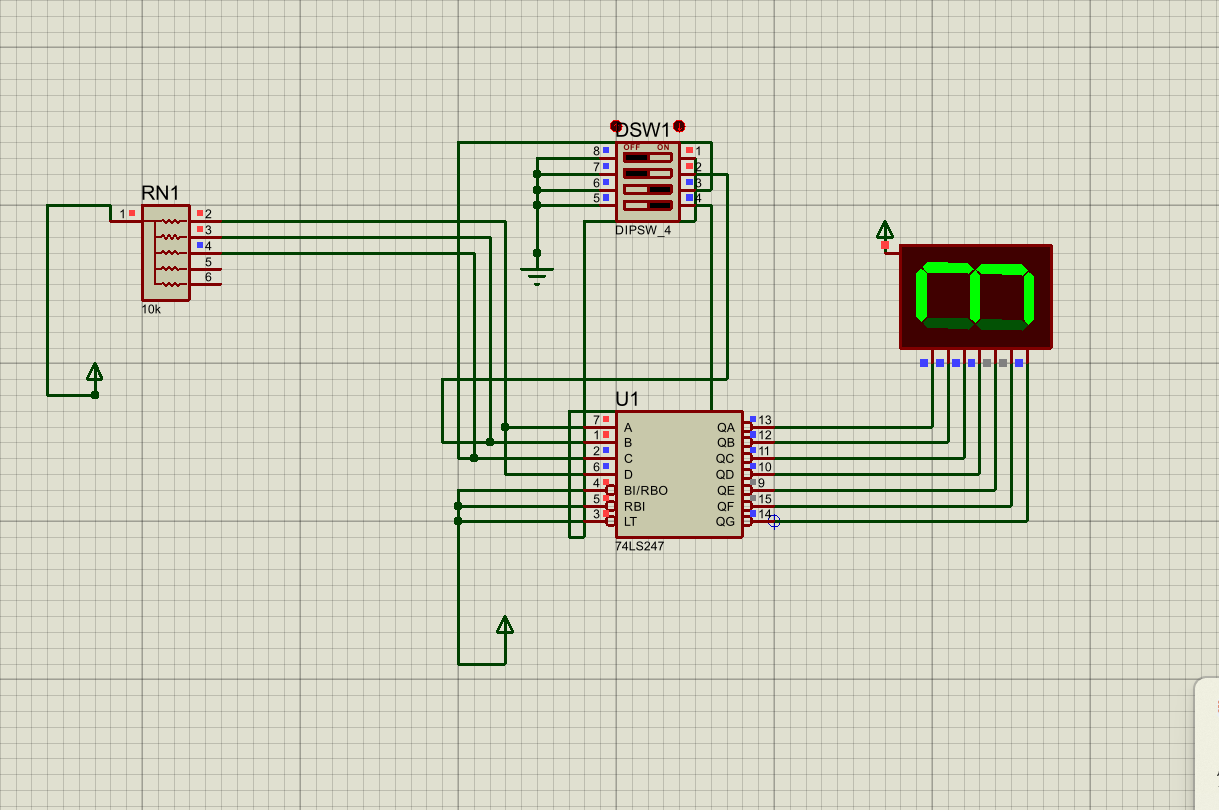 DSW1
OFF ON
8 1
7 2
6 3
5 4
DIPSW_4
RN1
1 2
3
4
5
6
10k
U1
7 A QA 13
1 B QB 12
2 C QC 11
6 D QD 10
4 BI/RBO QE 9
5 RBI QF 15
3 LT QG 14
74LS247